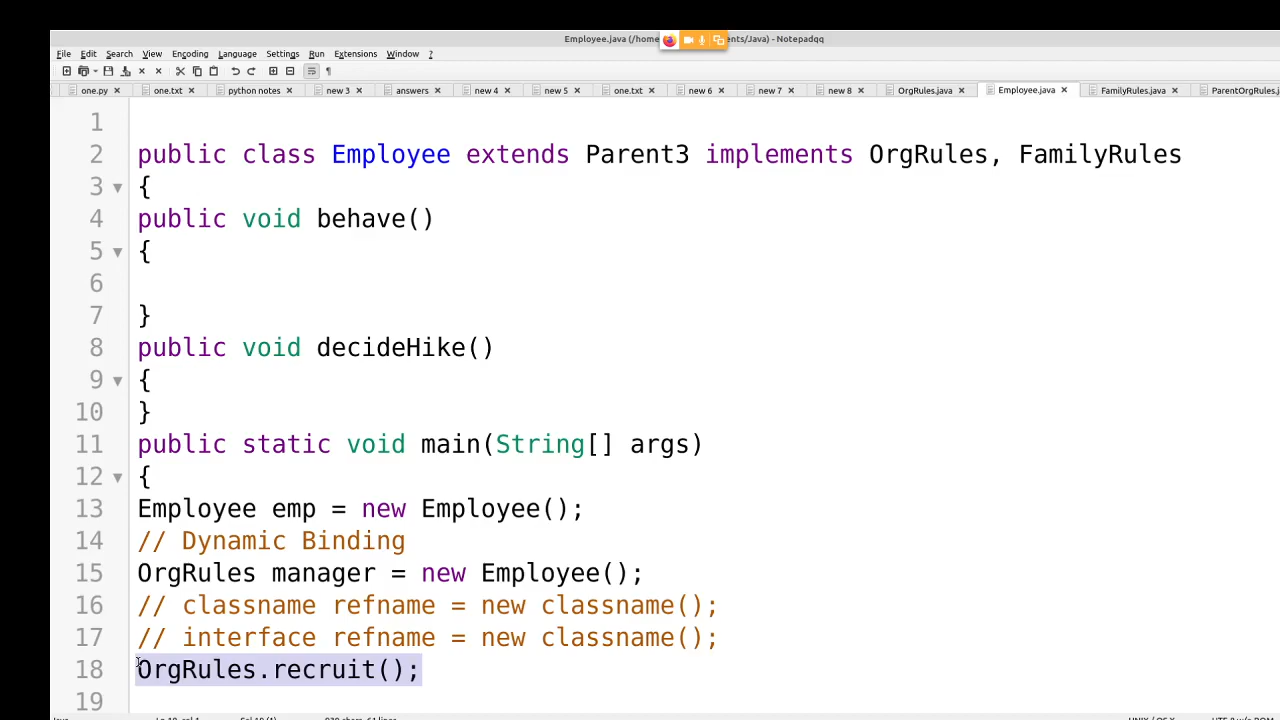 Employee.java (/home ents/Java) - Notepadqq
File Edit Search View Encoding Language Settings Run Extensions Window ?
one.py one.txt python notes new 3 answers new 4 new 5 one.txt new 6 new 7 new 8 OrgRules.java Employee.java FamilyRules.java ParentOrgRules.j
1
2 public class Employee extends Parent3 implements OrgRules, FamilyRules
3 {
4 public void behave()
5 {
6
7 }
8 public void decideHike()
9 {
10 }
11 public static void main(String[] args)
12 {
13 Employee emp = new Employee();
14 // Dynamic Binding
15 OrgRules manager = new Employee();
16 // classname refname = new classname();
17 // interface refname = new classname();
18 OrgRules.recruit();
19